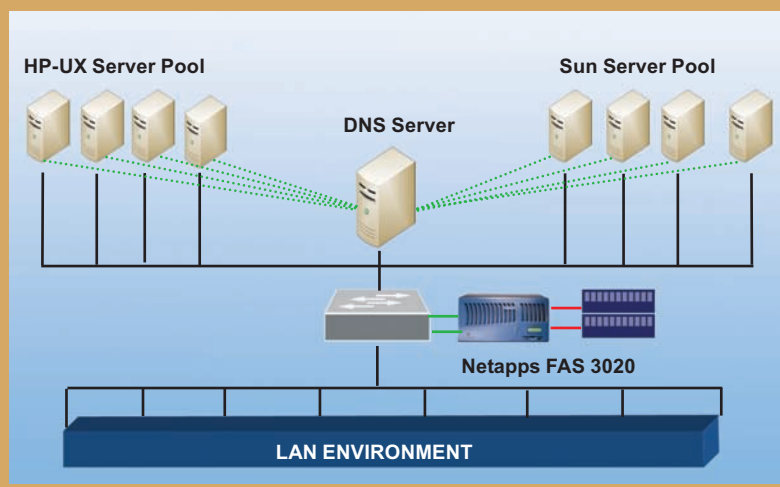 HP-UX Server Pool
Sun Server Pool
DNS Server
Netapps FAS 3020
LAN ENVIRONMENT